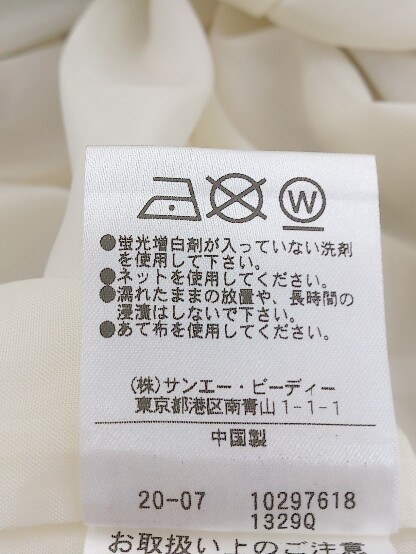 W
●蛍光増白剤が入っていない洗剤
を使用して下さい。
●ネットを使用してください。
●濡れたままの放置や、長時間の
浸漬はしないで下さい。
●あて布を使用してください。
(株)サンエー・ビーディー
東京都港区南青山1-1-1
中国製
20-07 10297618
1329Q
お取扱い上のご注意